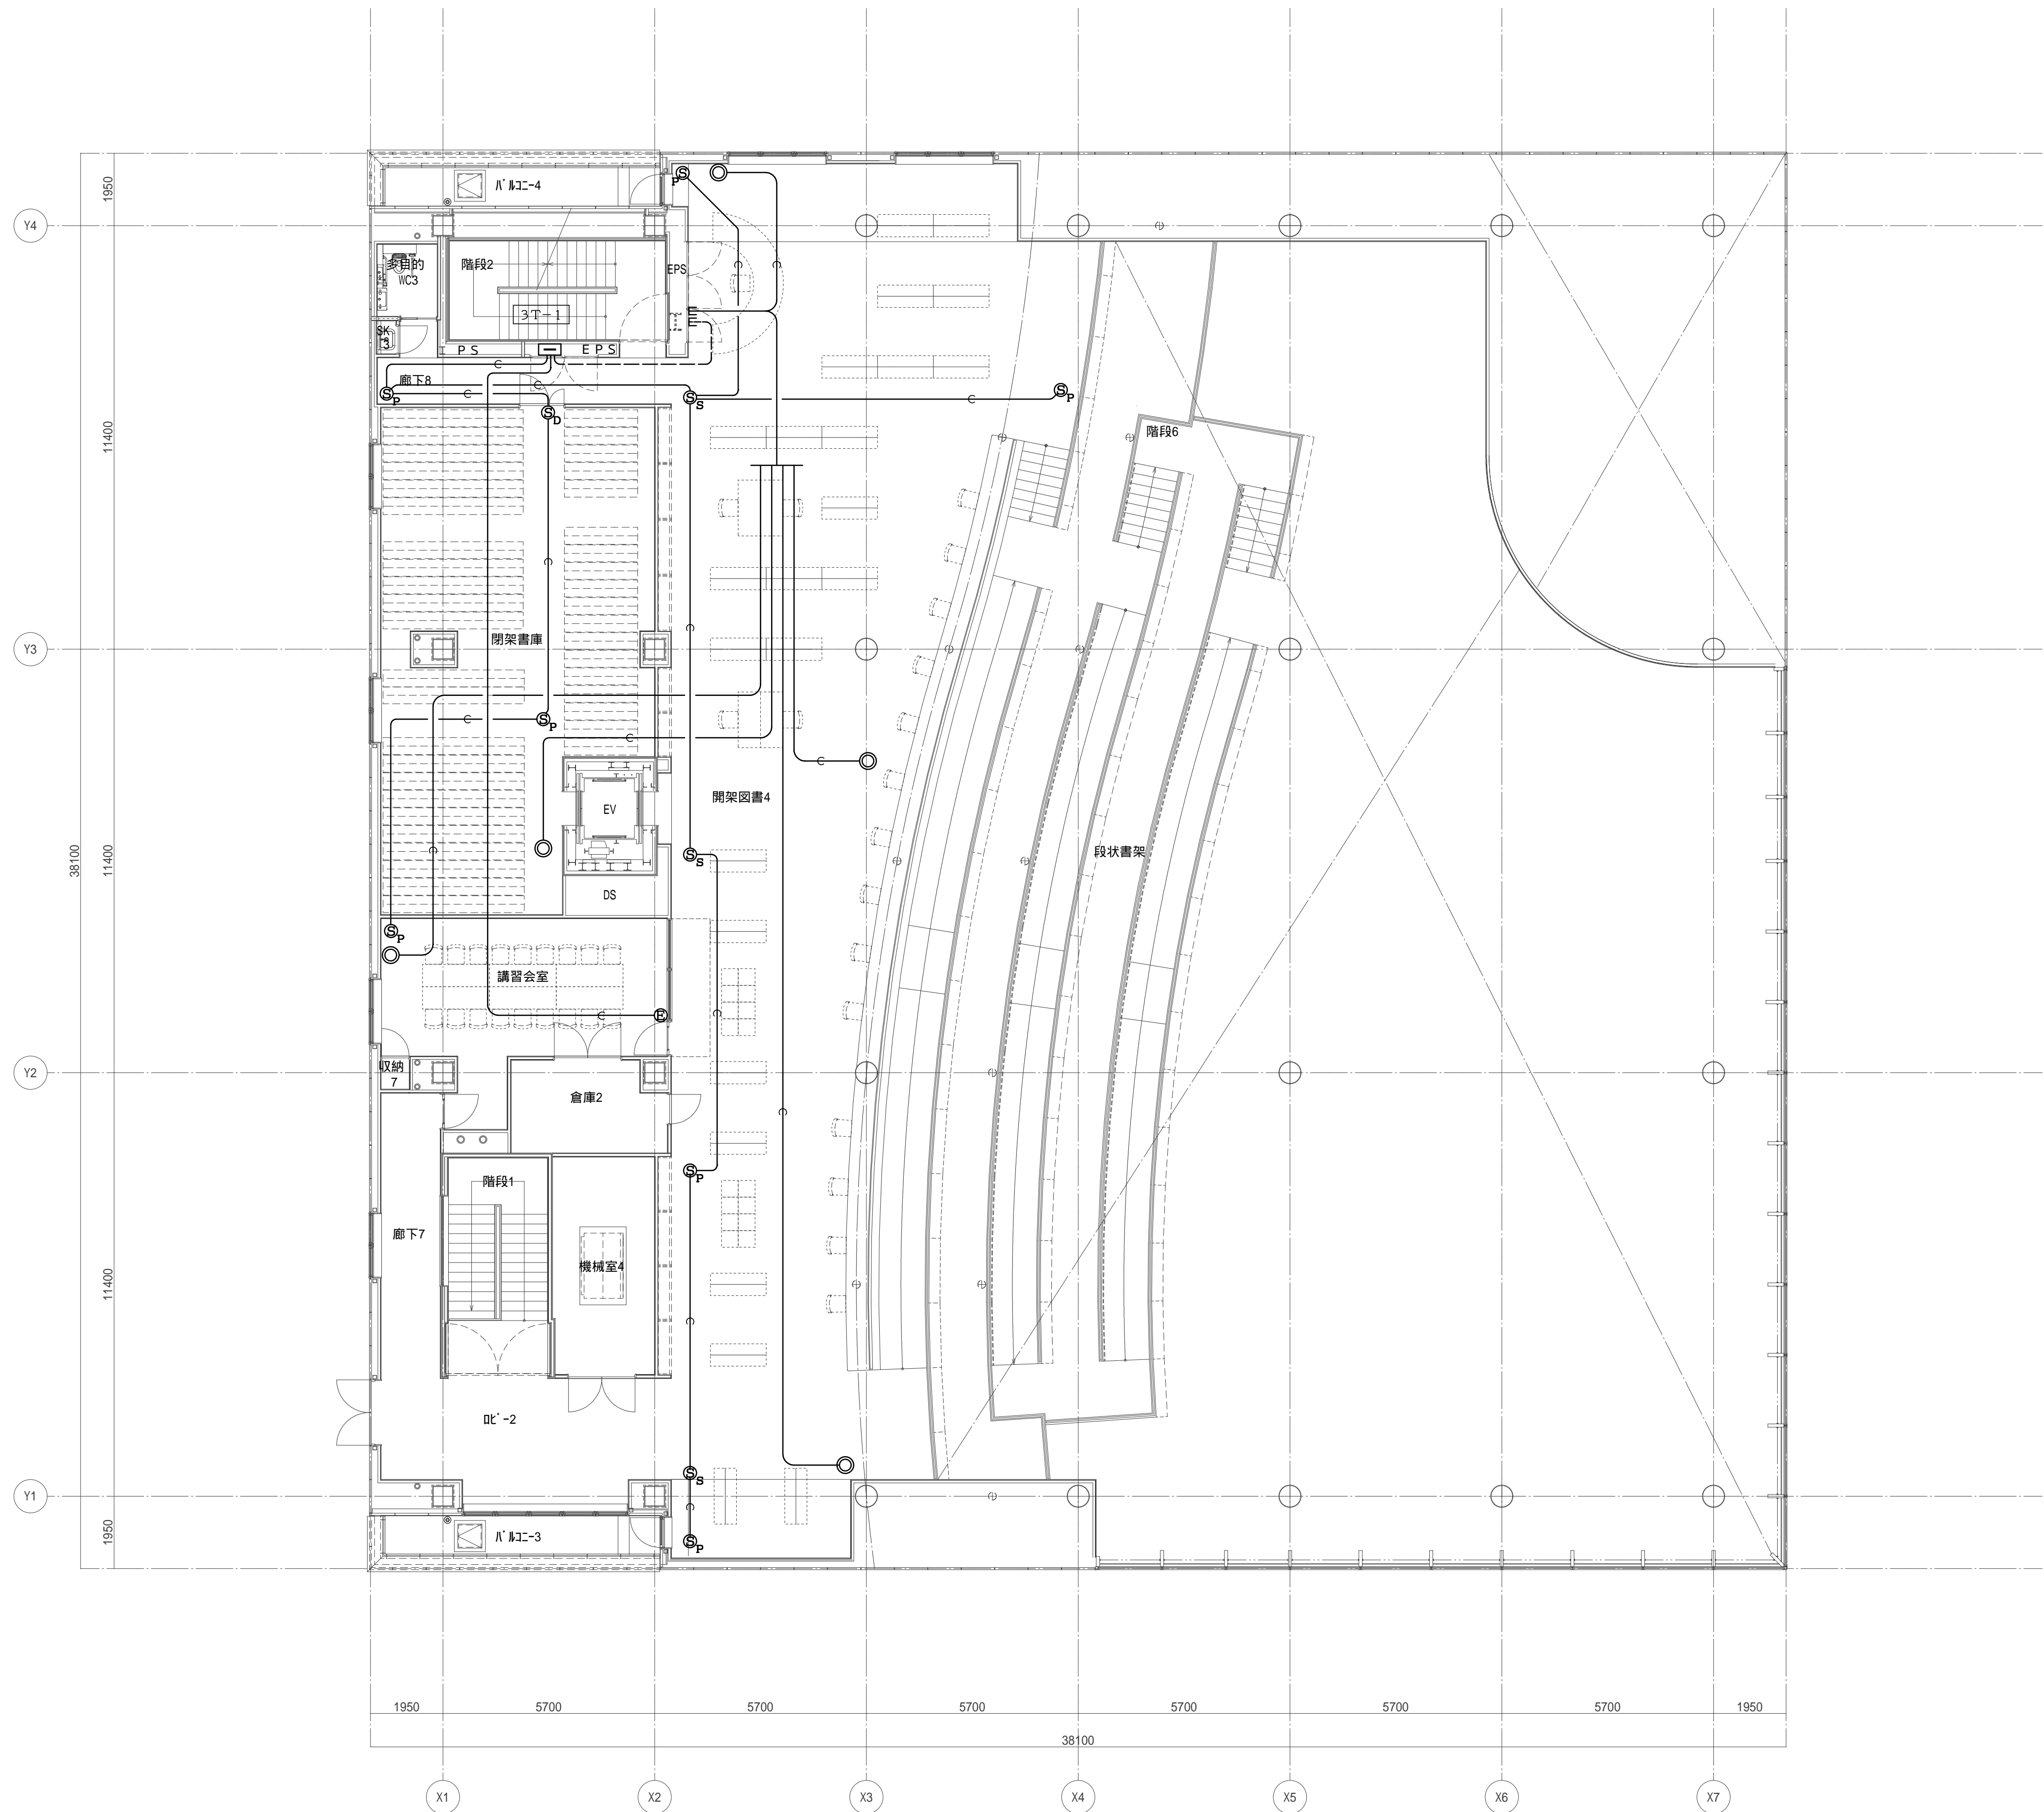 1950
Y4
バルコニー-4
P
S
多目的
WC3
階段2
EPS
3T-1
SK
3
PS
EPS
廊下8
S
P
S
D
S
S
S
P
C
C
C
C
C
C
11400
階段6
Y3
閉架書庫
C
C
S
P
C
C
EV
開架図書4
11400
38100
C
S
S
段状書架
DS
S
P
講習会室
C
E
C
Y2
収納
7
倉庫2
C
S
P
階段1
廊下7
機械室4
11400
C
ロビー-2
S
S
Y1
C
バルコニー-3
S
P
1950
1950
5700
5700
5700
5700
5700
5700
1950
38100
X1
X2
X3
X4
X5
X6
X7